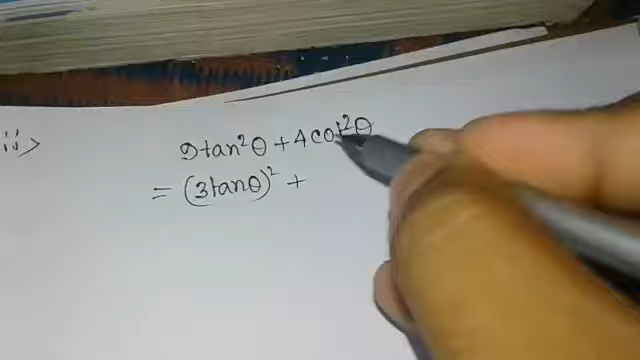 ii> 9tan²θ + 4cot²θ
= (3tanθ)² +